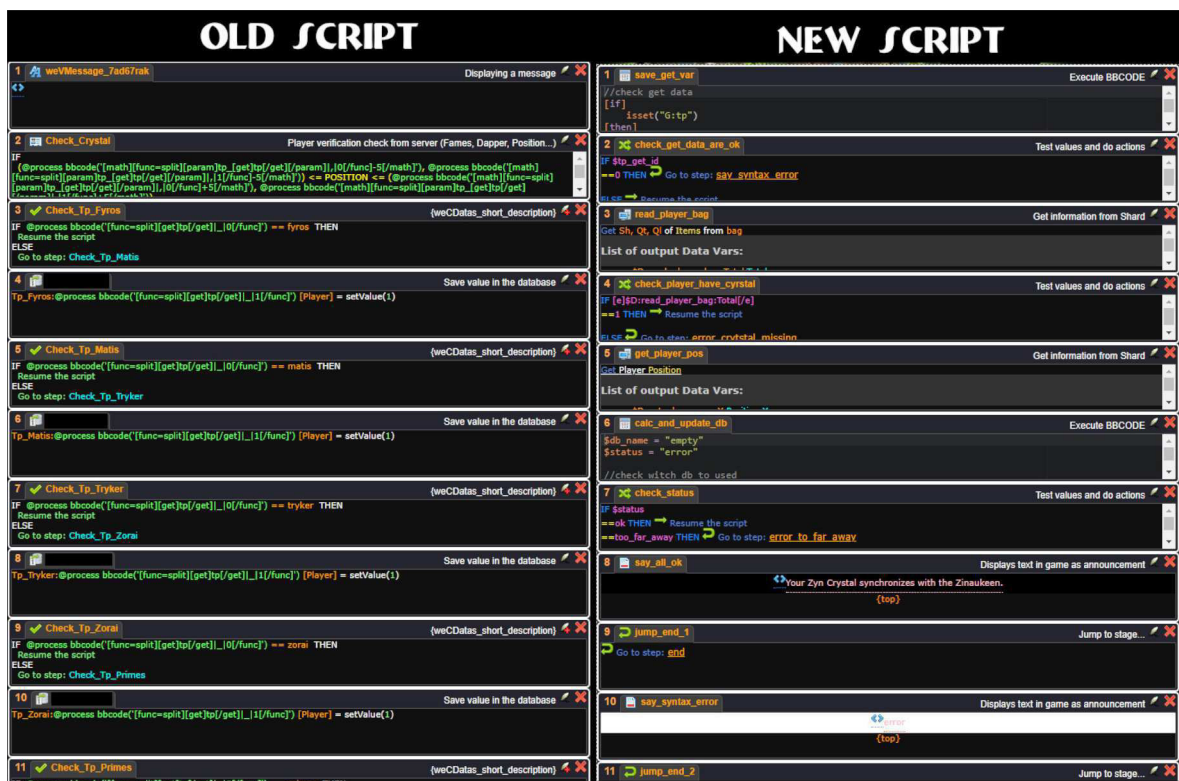 OLD SCRIPT
1 weVMessage_7ad67rak Displaying a message
<>
2 Check_Crystal Player verification check from server (Fames, Dapper, Position...)
IF
(@process bbcode('[math][func=split][param]tp_[get]tp[/get][/param]|,|0[/func]-5[/math]'), @process bbcode('[math]
[func=split][param]tp_[get]tp[/get][/param]|,|1[/func]-5[/math]')) <= POSITION <= (@process bbcode('[math][func=split]
[param]tp_[get]tp[/get][/param]|,|0[/func]+5[/math]'), @process bbcode('[math][func=split][param]tp_[get]tp[/get]
3 Check_Tp_Fyros {weCDatas_short_description}
IF @process bbcode('[func=split][get]tp[/get]|_|0[/func]') == fyros THEN
Resume the script
ELSE
Go to step: Check_Tp_Matis
4 Save value in the database
Tp_Fyros:@process bbcode('[func=split][get]tp[/get]|_|1[/func]') [Player] = setValue(1)
5 Check_Tp_Matis {weCDatas_short_description}
IF @process bbcode('[func=split][get]tp[/get]|_|0[/func]') == matis THEN
Resume the script
ELSE
Go to step: Check_Tp_Tryker
6 Save value in the database
Tp_Matis:@process bbcode('[func=split][get]tp[/get]|_|1[/func]') [Player] = setValue(1)
7 Check_Tp_Tryker {weCDatas_short_description}
IF @process bbcode('[func=split][get]tp[/get]|_|0[/func]') == tryker THEN
Resume the script
ELSE
Go to step: Check_Tp_Zorai
8 Save value in the database
Tp_Tryker:@process bbcode('[func=split][get]tp[/get]|_|1[/func]') [Player] = setValue(1)
9 Check_Tp_Zorai {weCDatas_short_description}
IF @process bbcode('[func=split][get]tp[/get]|_|0[/func]') == zorai THEN
Resume the script
ELSE
Go to step: Check_Tp_Primes
10 Save value in the database
Tp_Zorai:@process bbcode('[func=split][get]tp[/get]|_|1[/func]') [Player] = setValue(1)
11 Check_Tp_Primes {weCDatas_short_description}
NEW SCRIPT
1 save_get_var Execute BBCODE
//check get data
[if]
isset("G:tp")
[then]
2 check_get_data_are_ok Test values and do actions
IF $tp_get_id
==0 THEN Go to step: say_syntax_error
ELSE Resume the script
3 read_player_bag Get information from Shard
Get Sh, Qt, Ql of Items from bag
List of output Data Vars:
4 check_player_have_cyrstal Test values and do actions
IF [e]$D:read_player_bag:Total[/e]
==1 THEN Resume the script
ELSE Go to step: error_crytstal_missing
5 get_player_pos Get information from Shard
Get Player Position
List of output Data Vars:
6 calc_and_update_db Execute BBCODE
$db_name = "empty"
$status = "error"
//check witch db to used
7 check_status Test values and do actions
IF $status
==ok THEN Resume the script
==too_far_away THEN Go to step: error_to_far_away
8 say_all_ok Displays text in game as announcement
<>Your Zyn Crystal synchronizes with the Zinaukeen.
{top}
9 jump_end_1 Jump to stage...
Go to step: end
10 say_syntax_error Displays text in game as announcement
<>error
{top}
11 jump_end_2 Jump to stage...